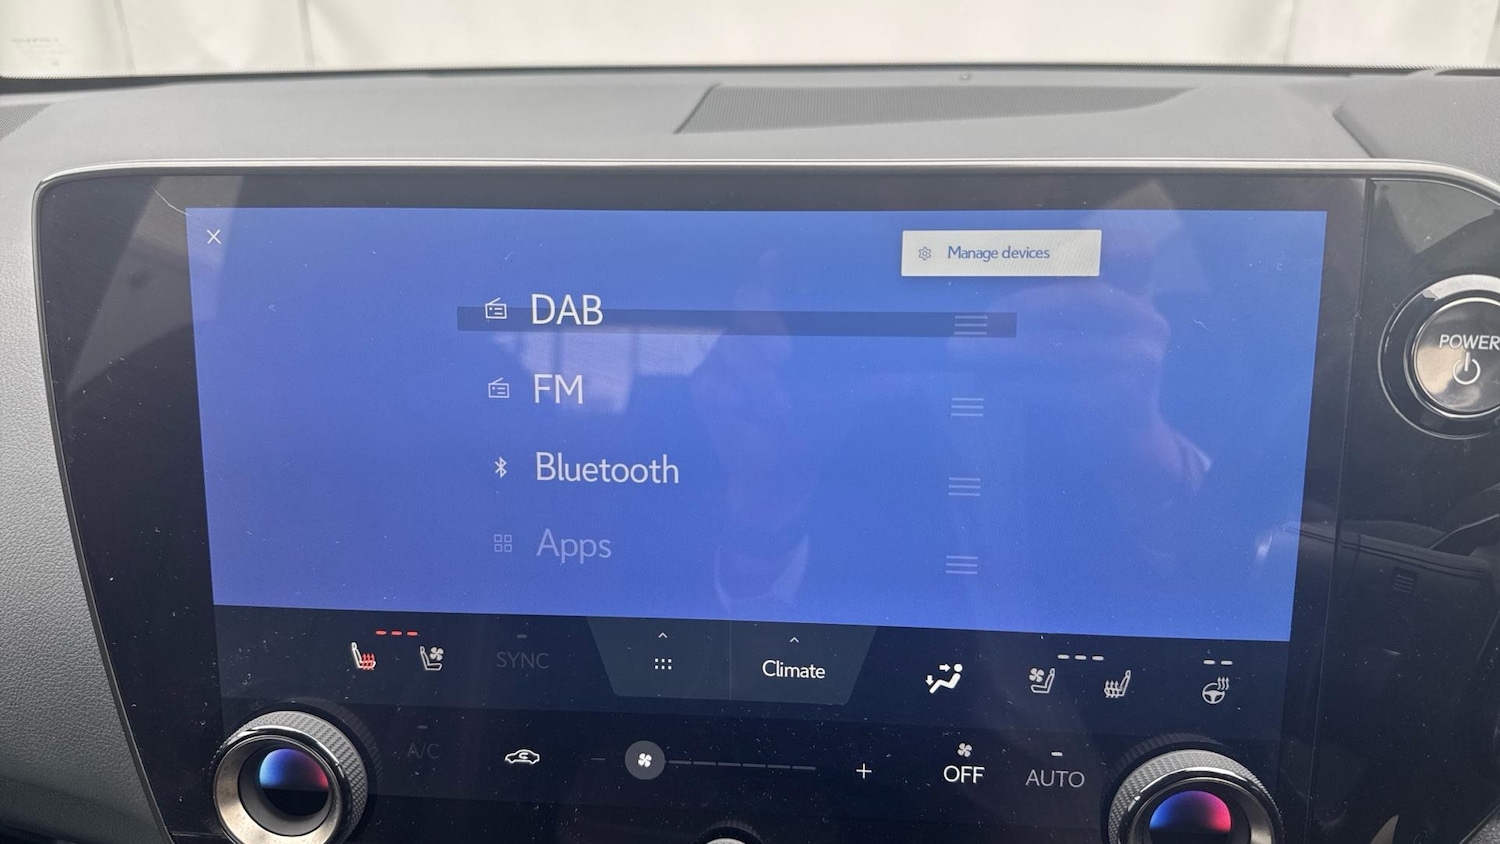 Manage devices
DAB
FM
Bluetooth
Apps
POWER
SYNC
Climate
A/C
OFF
AUTO